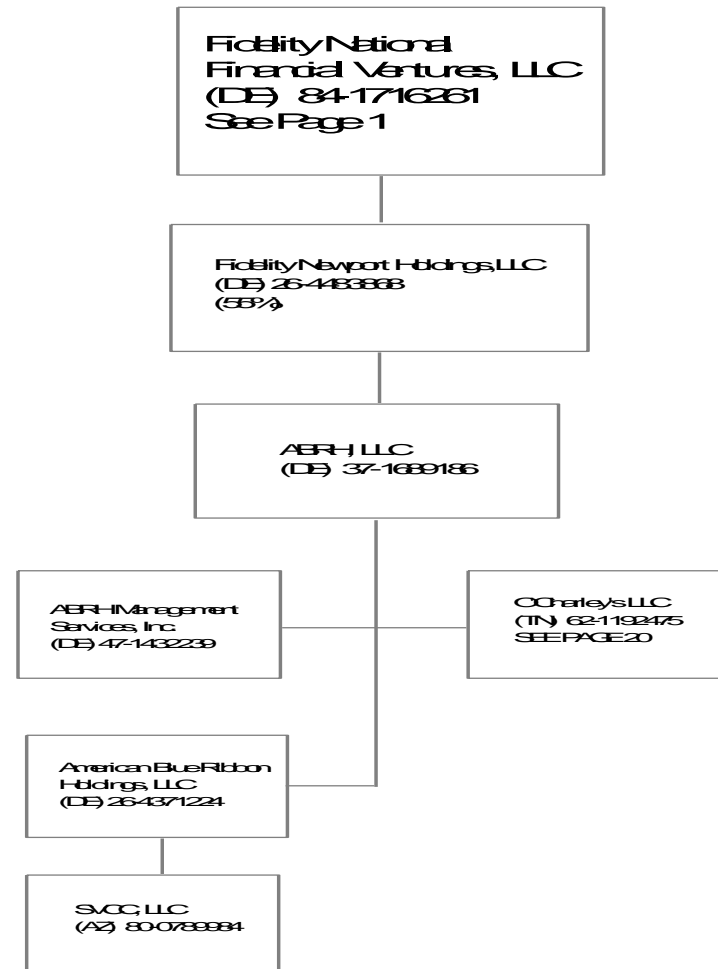 Fidelity National
Financial Ventures, LLC
(DE) 84-1716261
See Page 1
Fidelity Newport Holdings, LLC
(DE) 26-4483868
(55%)
ABRH, LLC
(DE) 37-1689186
ABRH Management
Services, Inc.
(DE) 47-1432239
O'Charley's LLC
(TN) 62-1192475
SEE PAGE 20
American Blue Ribbon
Holdings, LLC
(DE) 26-4371224
SVCC, LLC
(AZ) 80-0789984